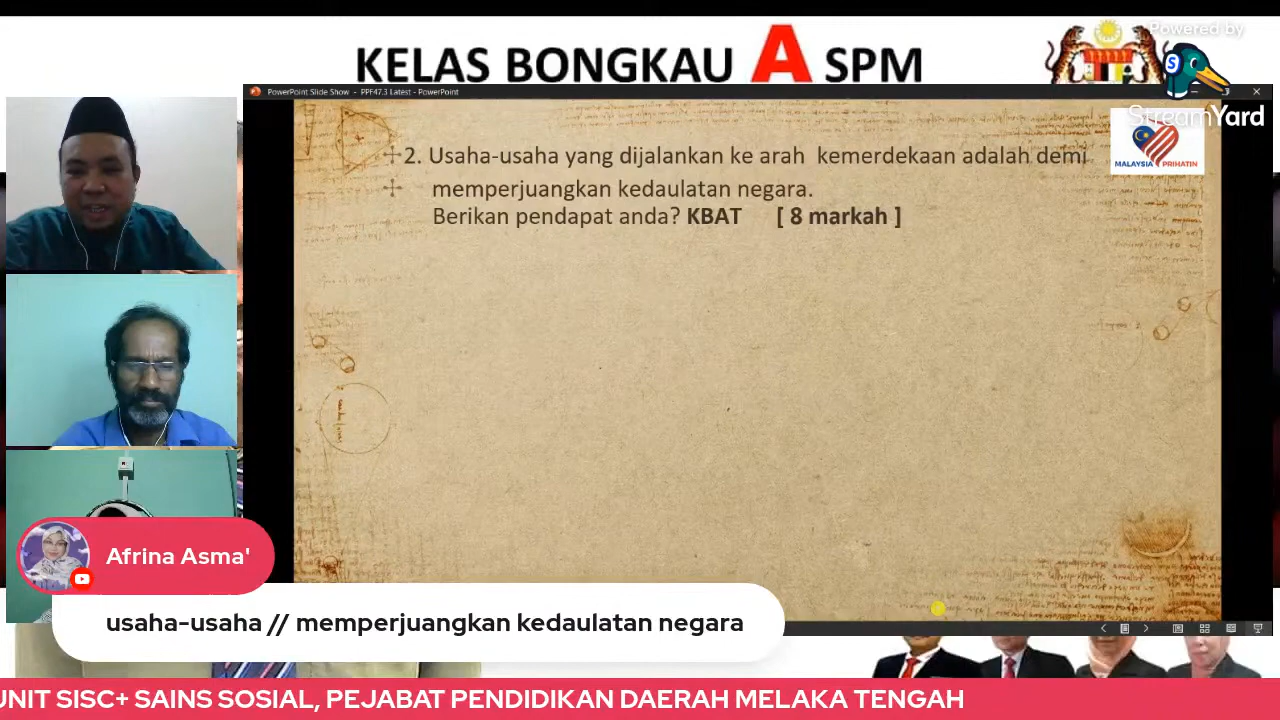 KELAS BONGKAU A SPM
Powered by
StreamYard
PowerPoint Slide Show - PPF47.3 Latest - PowerPoint
MALAYSIA PRIHATIN
2. Usaha-usaha yang dijalankan ke arah kemerdekaan adalah demi
memperjuangkan kedaulatan negara.
Berikan pendapat anda? KBAT [ 8 markah ]
Afrina Asma'
usaha-usaha // memperjuangkan kedaulatan negara
UNIT SISC+ SAINS SOSIAL, PEJABAT PENDIDIKAN DAERAH MELAKA TENGAH